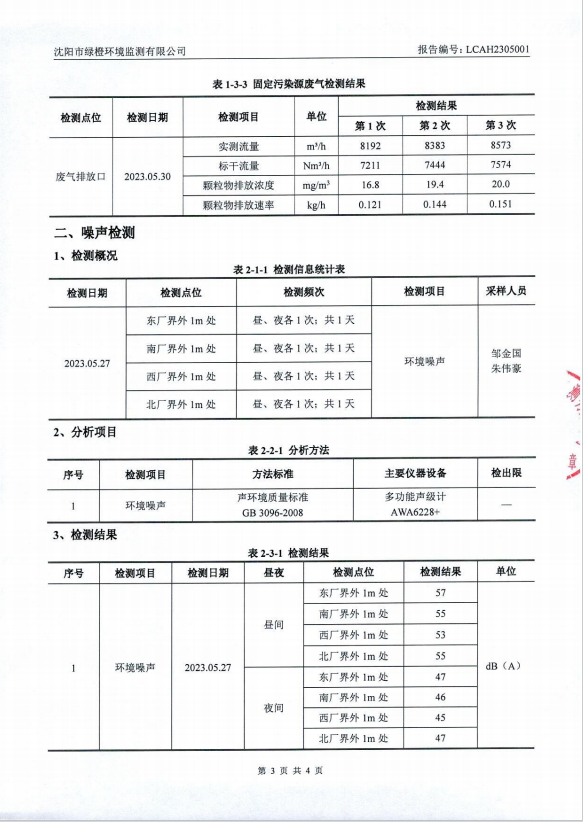 沈阳市绿橙环境监测有限公司 报告编号：LCAH2305001
表 1-3-3 固定污染源废气检测结果
检测点位 检测日期 检测项目 单位 检测结果
第 1 次 第 2 次 第 3 次
废气排放口 2023.05.30 实测流量 m³/h 8192 8383 8573
标干流量 Nm³/h 7211 7444 7574
颗粒物排放浓度 mg/m³ 16.8 19.4 20.0
颗粒物排放速率 kg/h 0.121 0.144 0.151
二、噪声检测
1、检测概况
表 2-1-1 检测信息统计表
检测日期 检测点位 检测频次 检测项目 采样人员
2023.05.27 东厂界外 1m 处 昼、夜各 1 次；共 1 天 环境噪声 邹金国
朱伟豪
南厂界外 1m 处 昼、夜各 1 次；共 1 天
西厂界外 1m 处 昼、夜各 1 次；共 1 天
北厂界外 1m 处 昼、夜各 1 次；共 1 天
2、分析项目
表 2-2-1 分析方法
序号 检测项目 方法标准 主要仪器设备 检出限
1 环境噪声 声环境质量标准 多功能声级计 —
GB 3096-2008 AWA6228+
3、检测结果
表 2-3-1 检测结果
序号 检测项目 检测日期 昼夜 检测点位 检测结果 单位
1 环境噪声 2023.05.27 昼间 东厂界外 1m 处 57 dB（A）
南厂界外 1m 处 55
西厂界外 1m 处 53
北厂界外 1m 处 55
夜间 东厂界外 1m 处 47
南厂界外 1m 处 46
西厂界外 1m 处 45
北厂界外 1m 处 47
第 3 页 共 4 页
章